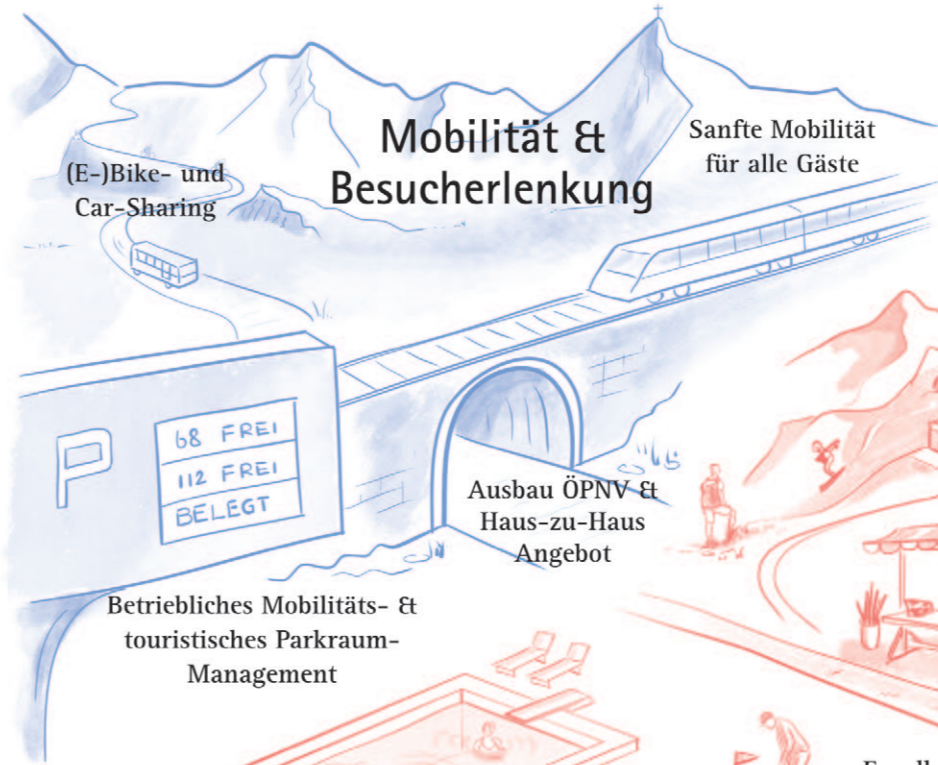 Mobilität &
Besucherlenkung
Sanfte Mobilität
für alle Gäste
(E-)Bike- und
Car-Sharing
P
68 FREI
112 FREI
BELEGT
Ausbau ÖPNV &
Haus-zu-Haus
Angebot
Betriebliches Mobilitäts- &
touristisches Parkraum-
Management